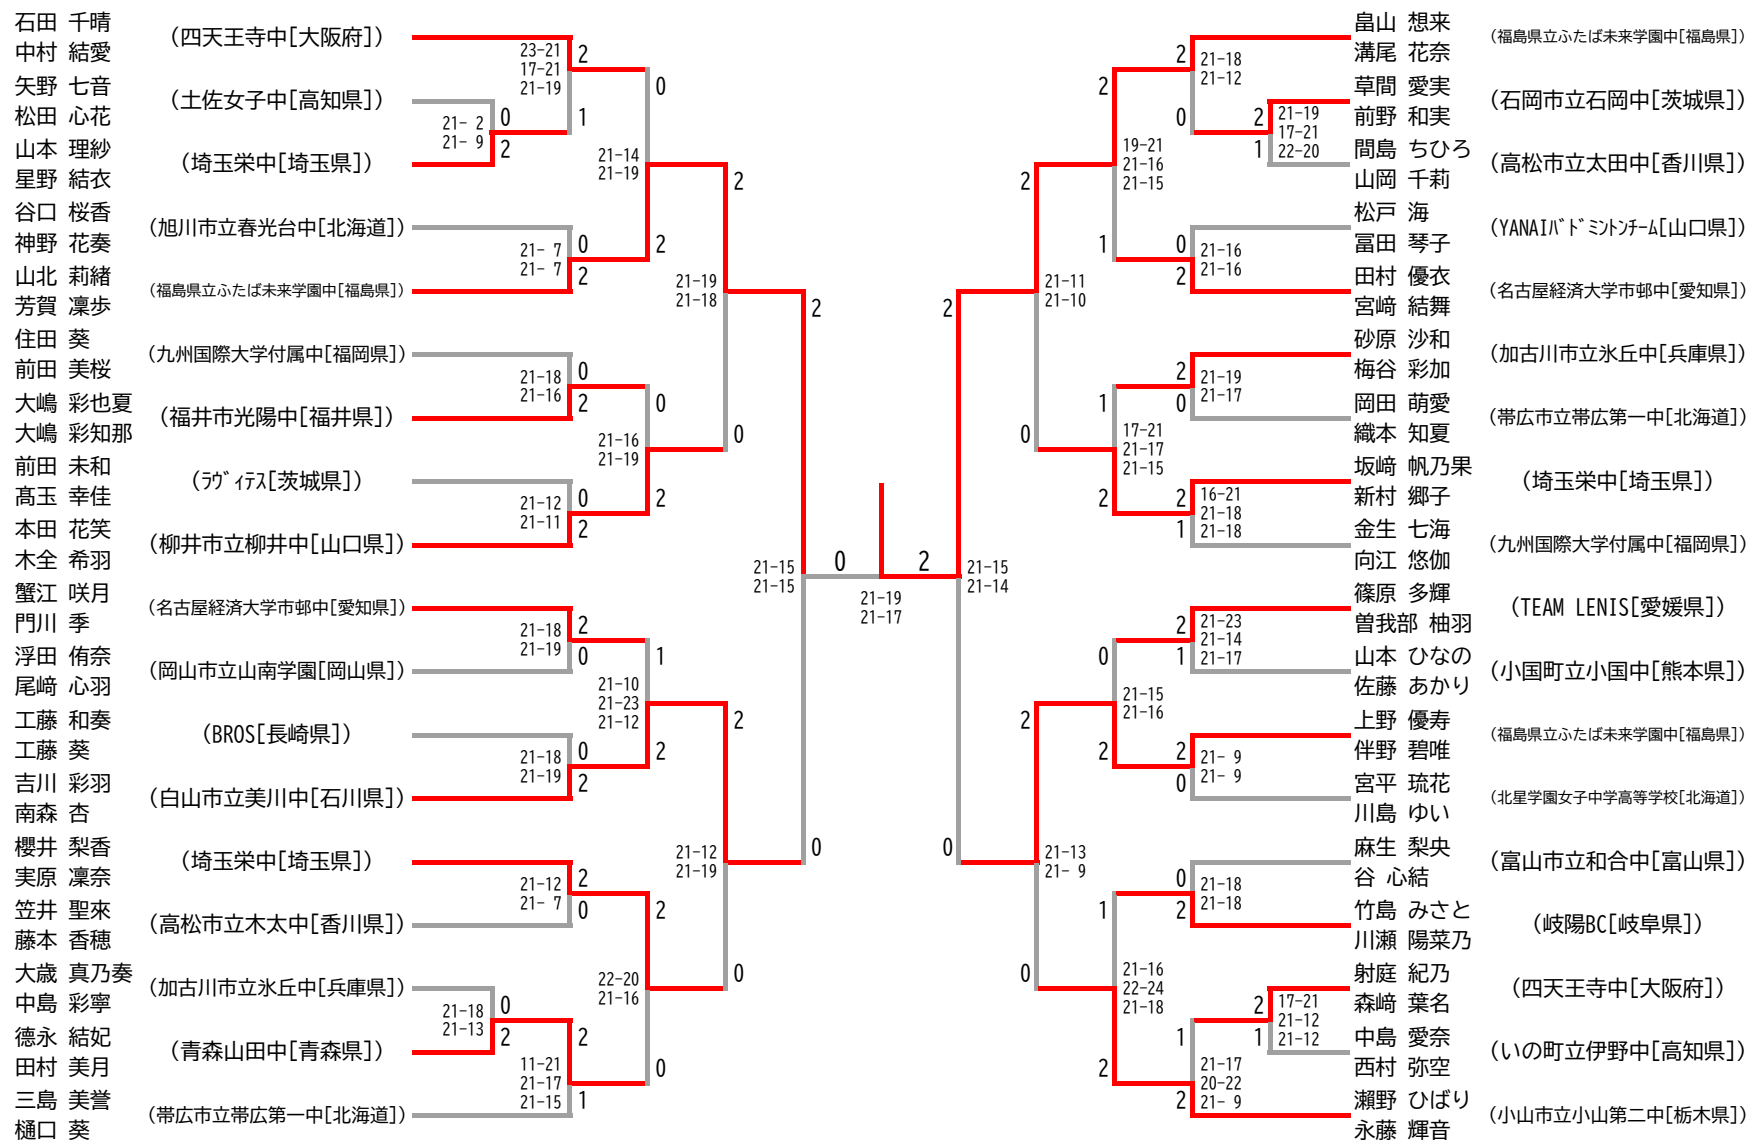 石田 千晴
中村 結愛
(四天王寺中[大阪府])
矢野 七音
松田 心花
(土佐女子中[高知県])
山本 理紗
星野 結衣
(埼玉栄中[埼玉県])
谷口 桜香
神野 花奏
(旭川市立春光台中[北海道])
山北 莉緒
芳賀 凜歩
(福島県立ふたば未来学園中[福島県])
住田 葵
前田 美桜
(九州国際大学付属中[福岡県])
大嶋 彩也夏
大嶋 彩知那
(福井市光陽中[福井県])
前田 未和
髙玉 幸佳
(ラヴィテス[茨城県])
本田 花笑
木全 希羽
(柳井市立柳井中[山口県])
蟹江 咲月
門川 季
(名古屋経済大学市邨中[愛知県])
浮田 侑奈
尾﨑 心羽
(岡山市立山南学園[岡山県])
工藤 和奏
工藤 葵
(BROS[長崎県])
吉川 彩羽
南森 杏
(白山市立美川中[石川県])
櫻井 梨香
実原 凜奈
(埼玉栄中[埼玉県])
笠井 聖來
藤本 香穂
(高松市立木太中[香川県])
大歳 真乃奏
中島 彩寧
(加古川市立氷丘中[兵庫県])
德永 結妃
田村 美月
(青森山田中[青森県])
三島 美誉
樋口 葵
(帯広市立帯広第一中[北海道])
23-21
17-21
21-19
2
1
21- 2
21- 9
0
2
21- 7
21- 7
0
2
21-18
21-16
0
2
21-12
21-11
0
2
21-18
21-19
2
0
21-18
21-19
0
2
21-12
21- 7
2
0
21-18
21-13
0
2
11-21
21-17
21-15
2
1
21-14
21-19
0
2
21-16
21-19
0
2
21-10
21-23
21-12
1
2
22-20
21-16
2
0
21-19
21-18
2
0
21-12
21-19
2
0
21-15
21-15
2
0
0
2
21-19
21-17
21-15
21-14
2
0
21-11
21-10
2
0
21-13
21- 9
2
0
19-21
21-16
21-15
2
1
17-21
21-17
21-15
1
2
21-15
21-16
0
2
21-16
22-24
21-18
1
2
21-18
21-12
2
0
21-19
17-21
22-20
2
1
21-16
21-16
0
2
21-19
21-17
2
0
16-21
21-18
21-18
2
1
21-23
21-14
21-17
2
1
21- 9
21- 9
2
0
21-18
21-18
0
2
17-21
21-12
21-12
2
1
21-17
20-22
21- 9
1
2
畠山 想来
溝尾 花奈
(福島県立ふたば未来学園中[福島県])
草間 愛実
前野 和実
(石岡市立石岡中[茨城県])
間島 ちひろ
山岡 千莉
(高松市立太田中[香川県])
松戸 海
冨田 琴子
(YANAIバドミントンチーム[山口県])
田村 優衣
宮﨑 結舞
(名古屋経済大学市邨中[愛知県])
砂原 沙和
梅谷 彩加
(加古川市立氷丘中[兵庫県])
岡田 萌愛
織本 知夏
(帯広市立帯広第一中[北海道])
坂﨑 帆乃果
新村 郷子
(埼玉栄中[埼玉県])
金生 七海
向江 悠伽
(九州国際大学付属中[福岡県])
篠原 多輝
曽我部 柚羽
(TEAM LENIS[愛媛県])
山本 ひなの
佐藤 あかり
(小国町立小国中[熊本県])
上野 優寿
伴野 碧唯
(福島県立ふたば未来学園中[福島県])
宮平 琉花
川島 ゆい
(北星学園女子中学高等学校[北海道])
麻生 梨央
谷 心結
(富山市立和合中[富山県])
竹島 みさと
川瀬 陽菜乃
(岐陽BC[岐阜県])
射庭 紀乃
森﨑 葉名
(四天王寺中[大阪府])
中島 愛奈
西村 弥空
(いの町立伊野中[高知県])
瀨野 ひばり
永藤 輝音
(小山市立小山第二中[栃木県])